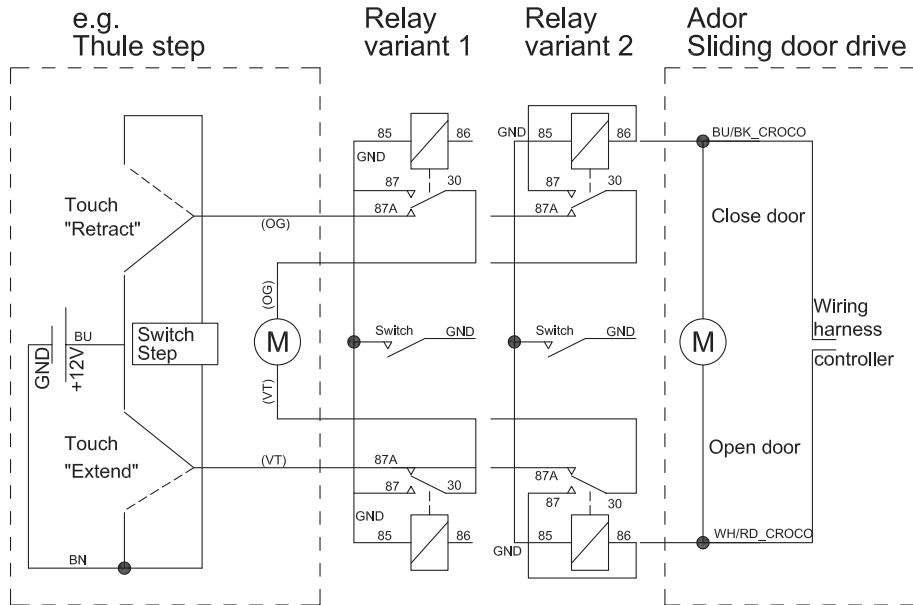 e.g.
Thule step
Relay
variant 1
Relay
variant 2
Ador
Sliding door drive
85
86
GND
87
30
87A
GND
85
86
87
30
87A
BU/BK_CROCO
Touch
"Retract"
(OG)
Close door
(OG)
GND
+12V
BU
Switch
Step
M
Switch
GND
Switch
GND
M
Wiring
harness
controller
(VT)
Touch
"Extend"
(VT)
87A
87
30
GND
85
86
87A
87
30
GND
85
86
Open door
WH/RD_CROCO
BN